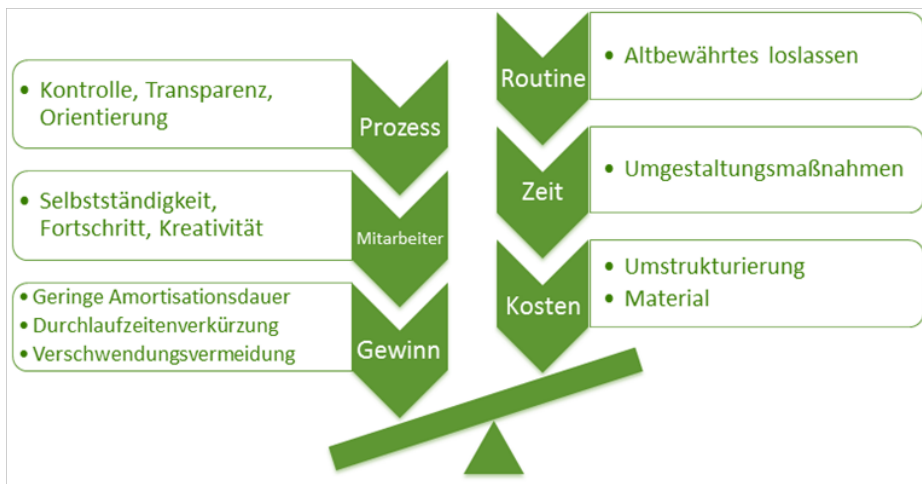 • Kontrolle, Transparenz,
Orientierung
Prozess
• Selbstständigkeit,
Fortschritt, Kreativität
Mitarbeiter
• Geringe Amortisationsdauer
• Durchlaufzeitenverkürzung
• Verschwendungsvermeidung
Gewinn
Routine
• Altbewährtes loslassen
Zeit
• Umgestaltungsmaßnahmen
Kosten
• Umstrukturierung
• Material